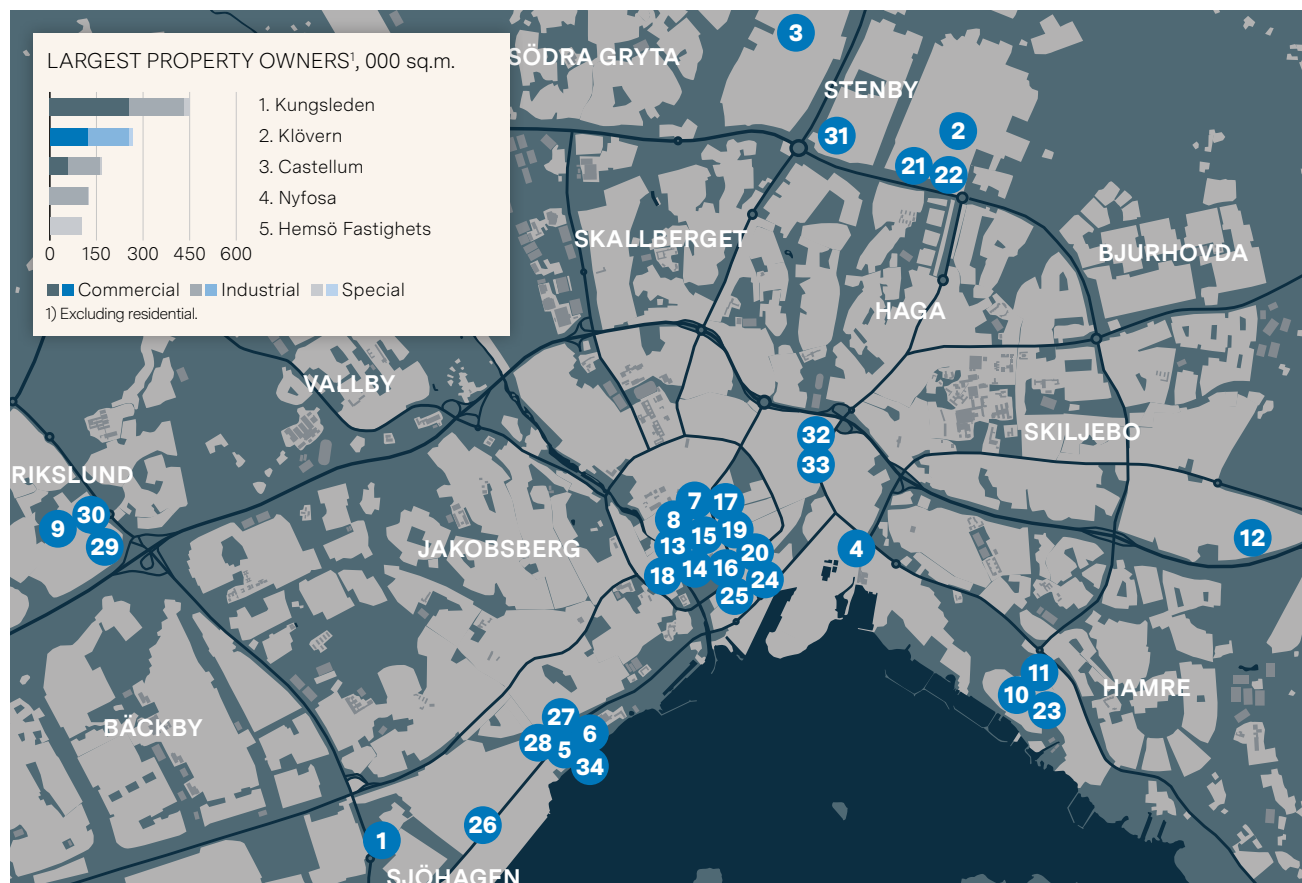 LARGEST PROPERTY OWNERS¹, 000 sq.m.
1. Kungsleden
2. Klövern
3. Castellum
4. Nyfosa
5. Hemsö Fastighets
0 150 300 450 600
Commercial Industrial Special
1) Excluding residential.
SÖDRA GRYTA
3
STENBY
31
2
21
22
SKALLBERGET
BJURHOVDA
HAGA
VALLBY
32
SKILJEBO
33
RIKSLUND
30
9
29
7
17
8
15
19
13
20
14
16
18
24
25
JAKOBSBERG
4
12
11
10
23
HAMRE
BÄCKBY
27
6
28
5
34
26
1
SJÖHAGEN